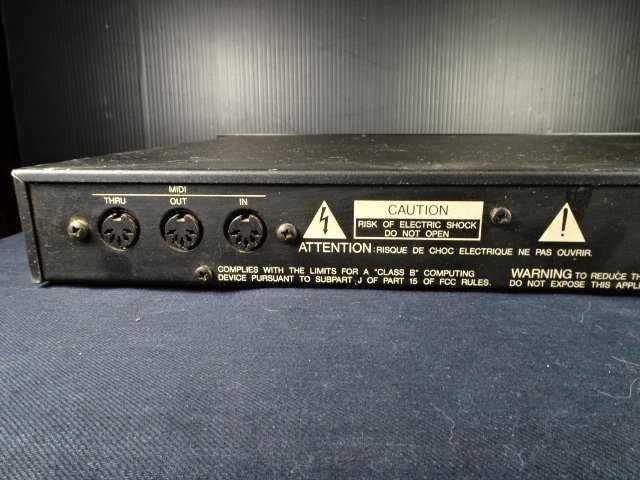 MIDI
THRU OUT IN
CAUTION
RISK OF ELECTRIC SHOCK
DO NOT OPEN
ATTENTION: RISQUE DE CHOC ELECTRIQUE NE PAS OUVRIR.
COMPLIES WITH THE LIMITS FOR A "CLASS B" COMPUTING
DEVICE PURSUANT TO SUBPART J OF PART 15 OF FCC RULES.
WARNING TO REDUCE
DO NOT EXPOSE THIS